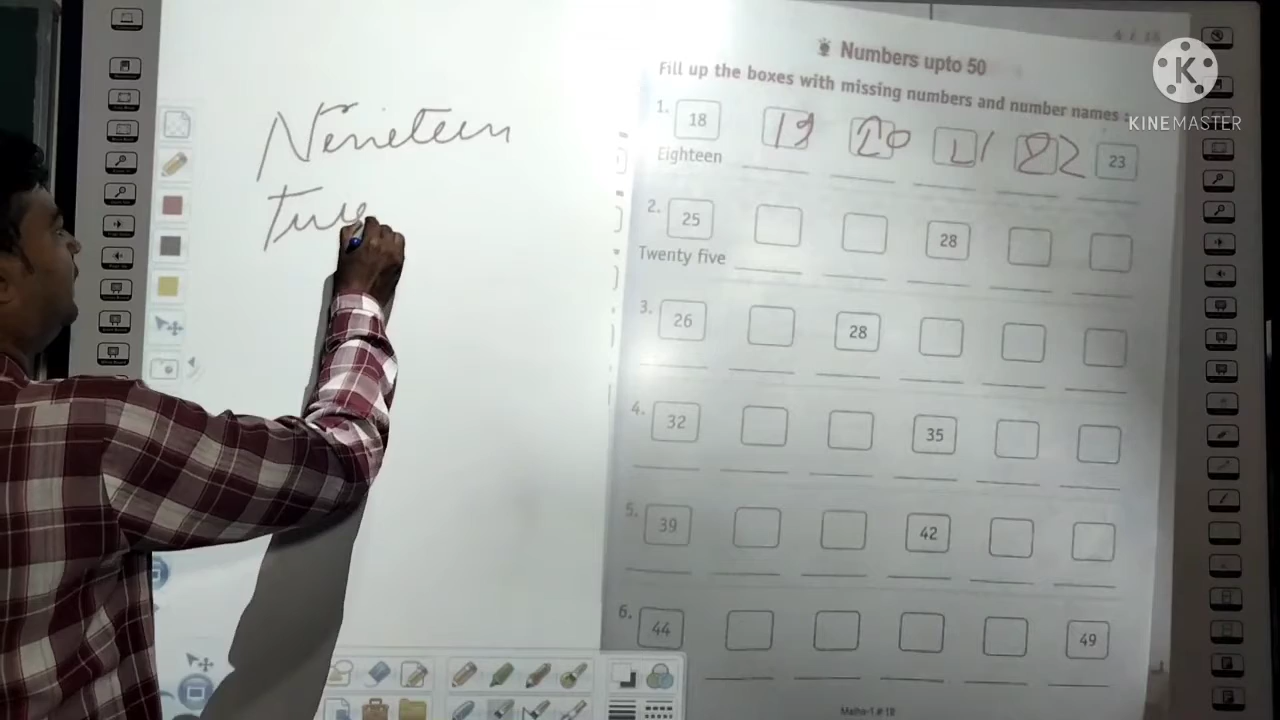 Numbers upto 50
Fill up the boxes with missing numbers and number names :
1. 18 19 20 21 22 23
Eighteen
2. 25 28
Twenty five
3. 26 28
4. 32 35
5. 39 42
6. 44 49
Nenieteen
Twe
KINEMASTER
K